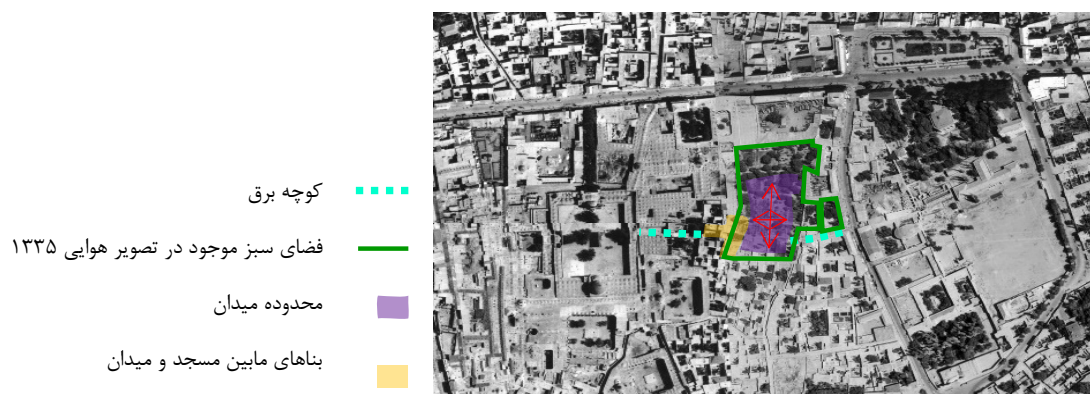 کوچه برق
فضای سبز موجود در تصویر هوایی ۱۳۳۵
محدوده میدان
بناهای مابین مسجد و میدان